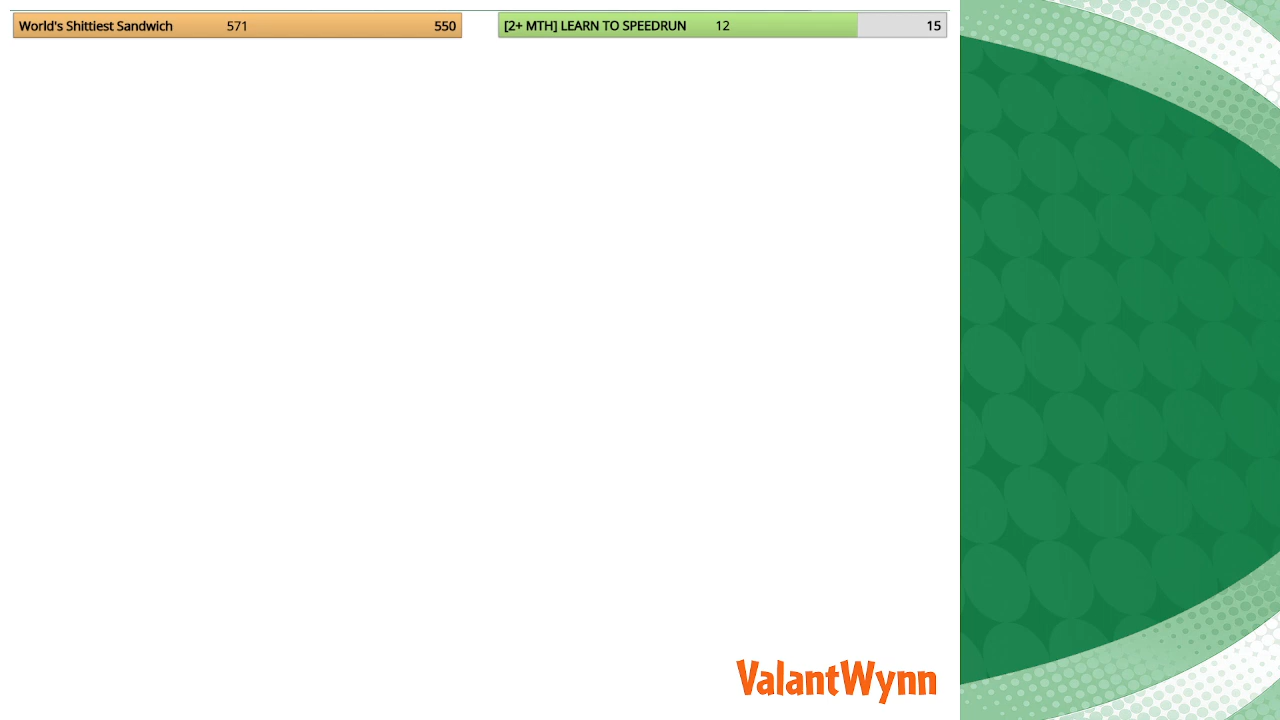 World's Shittiest Sandwich 571 550
[2+ MTH] LEARN TO SPEEDRUN 12 15
ValantWynn